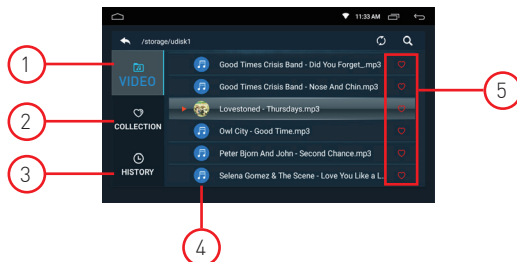 11:33 AM
/storage/udisk1
1
VIDEO
2
COLLECTION
3
HISTORY
Good Times Crisis Band - Did You Forget_.mp3
Good Times Crisis Band - Nose And Chin.mp3
Lovestoned - Thursdays.mp3
Owl City - Good Time.mp3
Peter Bjorn And John - Second Chance.mp3
Selena Gomez & The Scene - Love You Like a L...
5
4